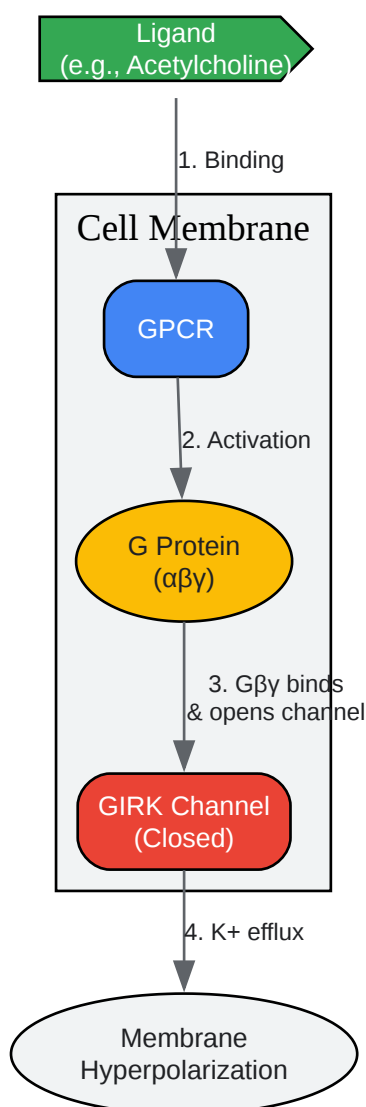 Ligand
(e.g., Acetylcholine)
1. Binding
Cell Membrane
GPCR
2. Activation
G Protein
(αβγ)
3. Gβγ binds
& opens channel
GIRK Channel
(Closed)
4. K+ efflux
Membrane
Hyperpolarization